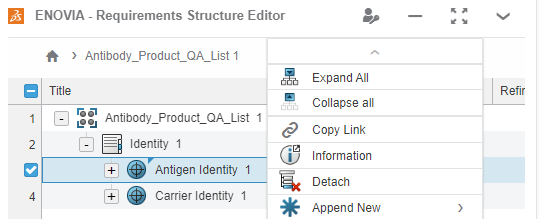 ENOVIA - Requirements Structure Editor
Antibody_Product_QA_List 1
Title
Refin
1 Antibody_Product_QA_List 1
2 Identity 1
Antigen Identity 1
4 Carrier Identity 1
Expand All
Collapse all
Copy Link
Information
Detach
Append New